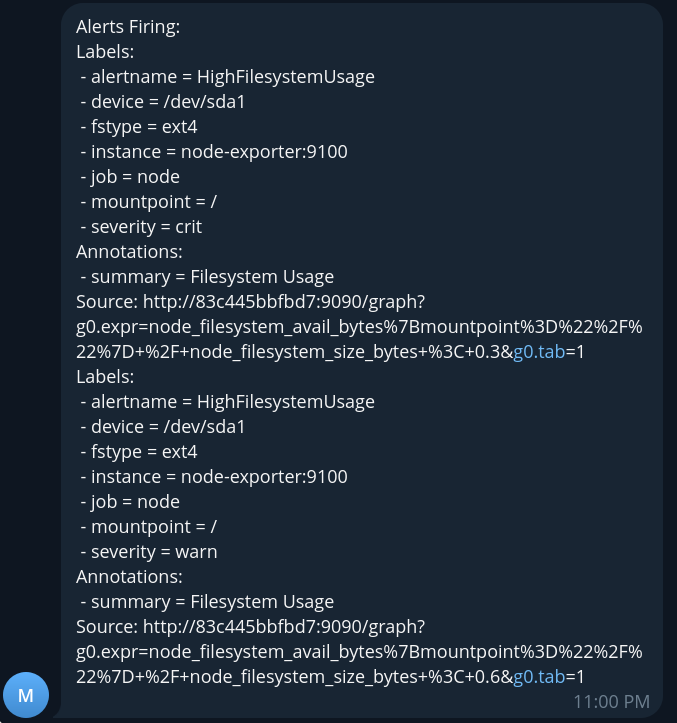 Alerts Firing:
Labels:
- alertname = HighFilesystemUsage
- device = /dev/sda1
- fstype = ext4
- instance = node-exporter:9100
- job = node
- mountpoint = /
- severity = crit
Annotations:
- summary = Filesystem Usage
Source: http://83c445bbfbd7:9090/graph?
g0.expr=node_filesystem_avail_bytes%7Bmountpoint%3D%22%2F%
22%7D+%2F+node_filesystem_size_bytes+%3C+0.3&g0.tab=1
Labels:
- alertname = HighFilesystemUsage
- device = /dev/sda1
- fstype = ext4
- instance = node-exporter:9100
- job = node
- mountpoint = /
- severity = warn
Annotations:
- summary = Filesystem Usage
Source: http://83c445bbfbd7:9090/graph?
g0.expr=node_filesystem_avail_bytes%7Bmountpoint%3D%22%2F%
22%7D+%2F+node_filesystem_size_bytes+%3C+0.6&g0.tab=1
M
11:00 PM